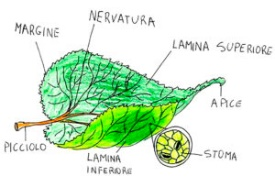 NERVATURA
MARGINE
LAMINA SUPERIORE
APICE
PICCIOLO
LAMINA
INFERIORE
STOMA